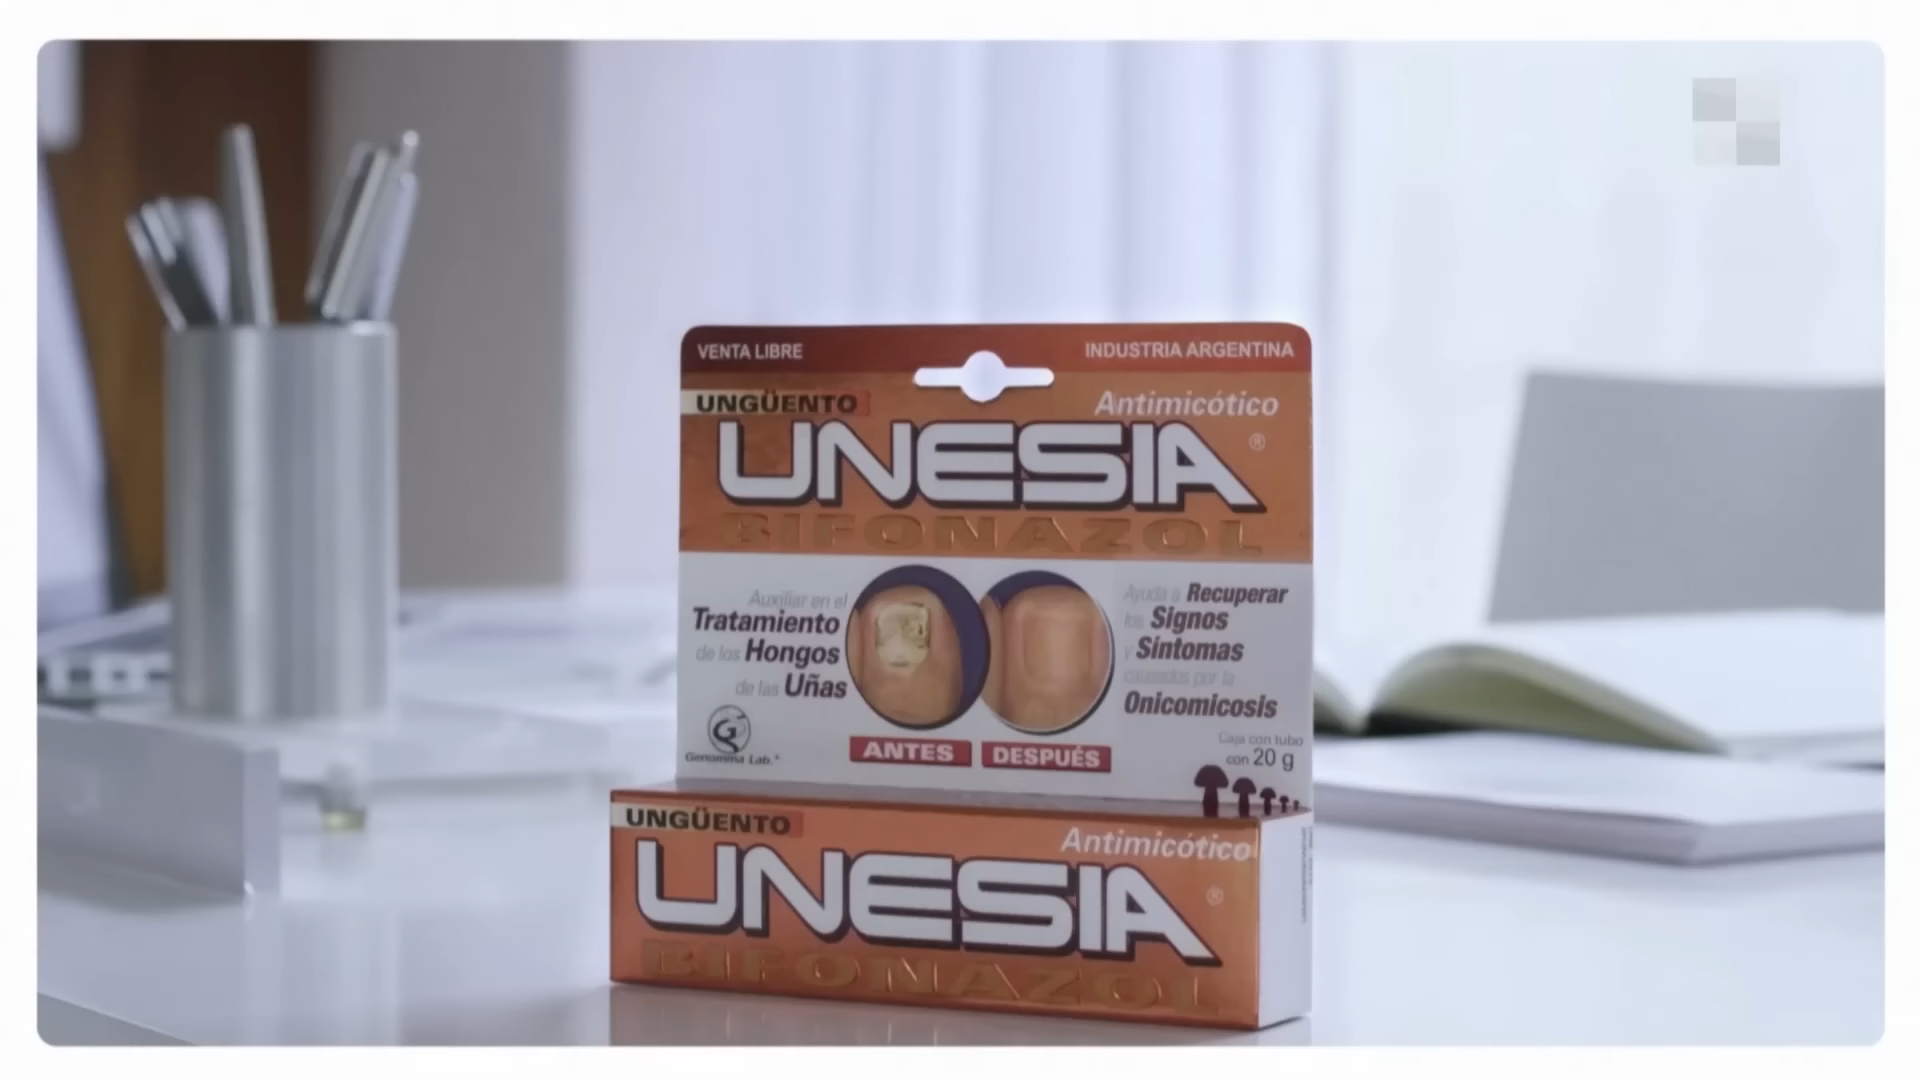 VENTA LIBRE
INDUSTRIA ARGENTINA
UNGÜENTO
Antimicótico
UNESIA®
BIFONAZOL
Auxiliar en el
Tratamiento
de los Hongos
de las Uñas
Ayuda a Recuperar
los Signos
y Síntomas
causados por la
Onicomicosis
G
Genomma Lab.®
ANTES
DESPUÉS
Caja con tubo
con 20 g
UNGÜENTO
Antimicótico
UNESIA®
BIFONAZOL